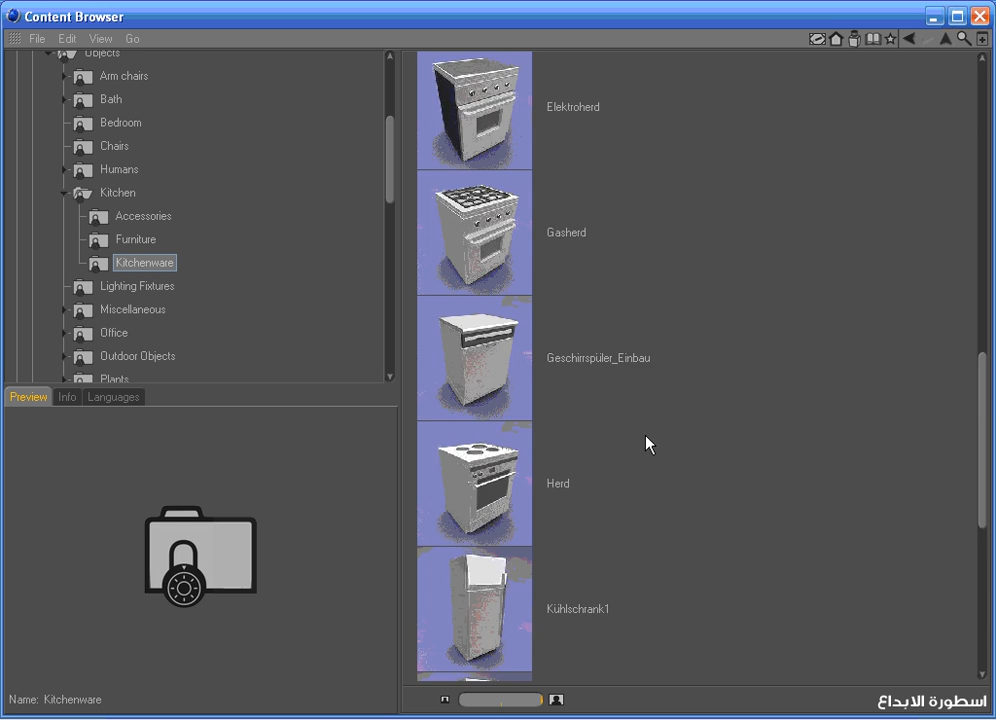 Content Browser
File Edit View Go
Objects
Arm chairs
Bath
Bedroom
Chairs
Humans
Kitchen
Accessories
Furniture
Kitchenware
Lighting Fixtures
Miscellaneous
Office
Outdoor Objects
Plants
Preview Info Languages
Name: Kitchenware
Elektroherd
Gasherd
Geschirrspüler_Einbau
Herd
Kühlschrank1
اسطورة الابداع